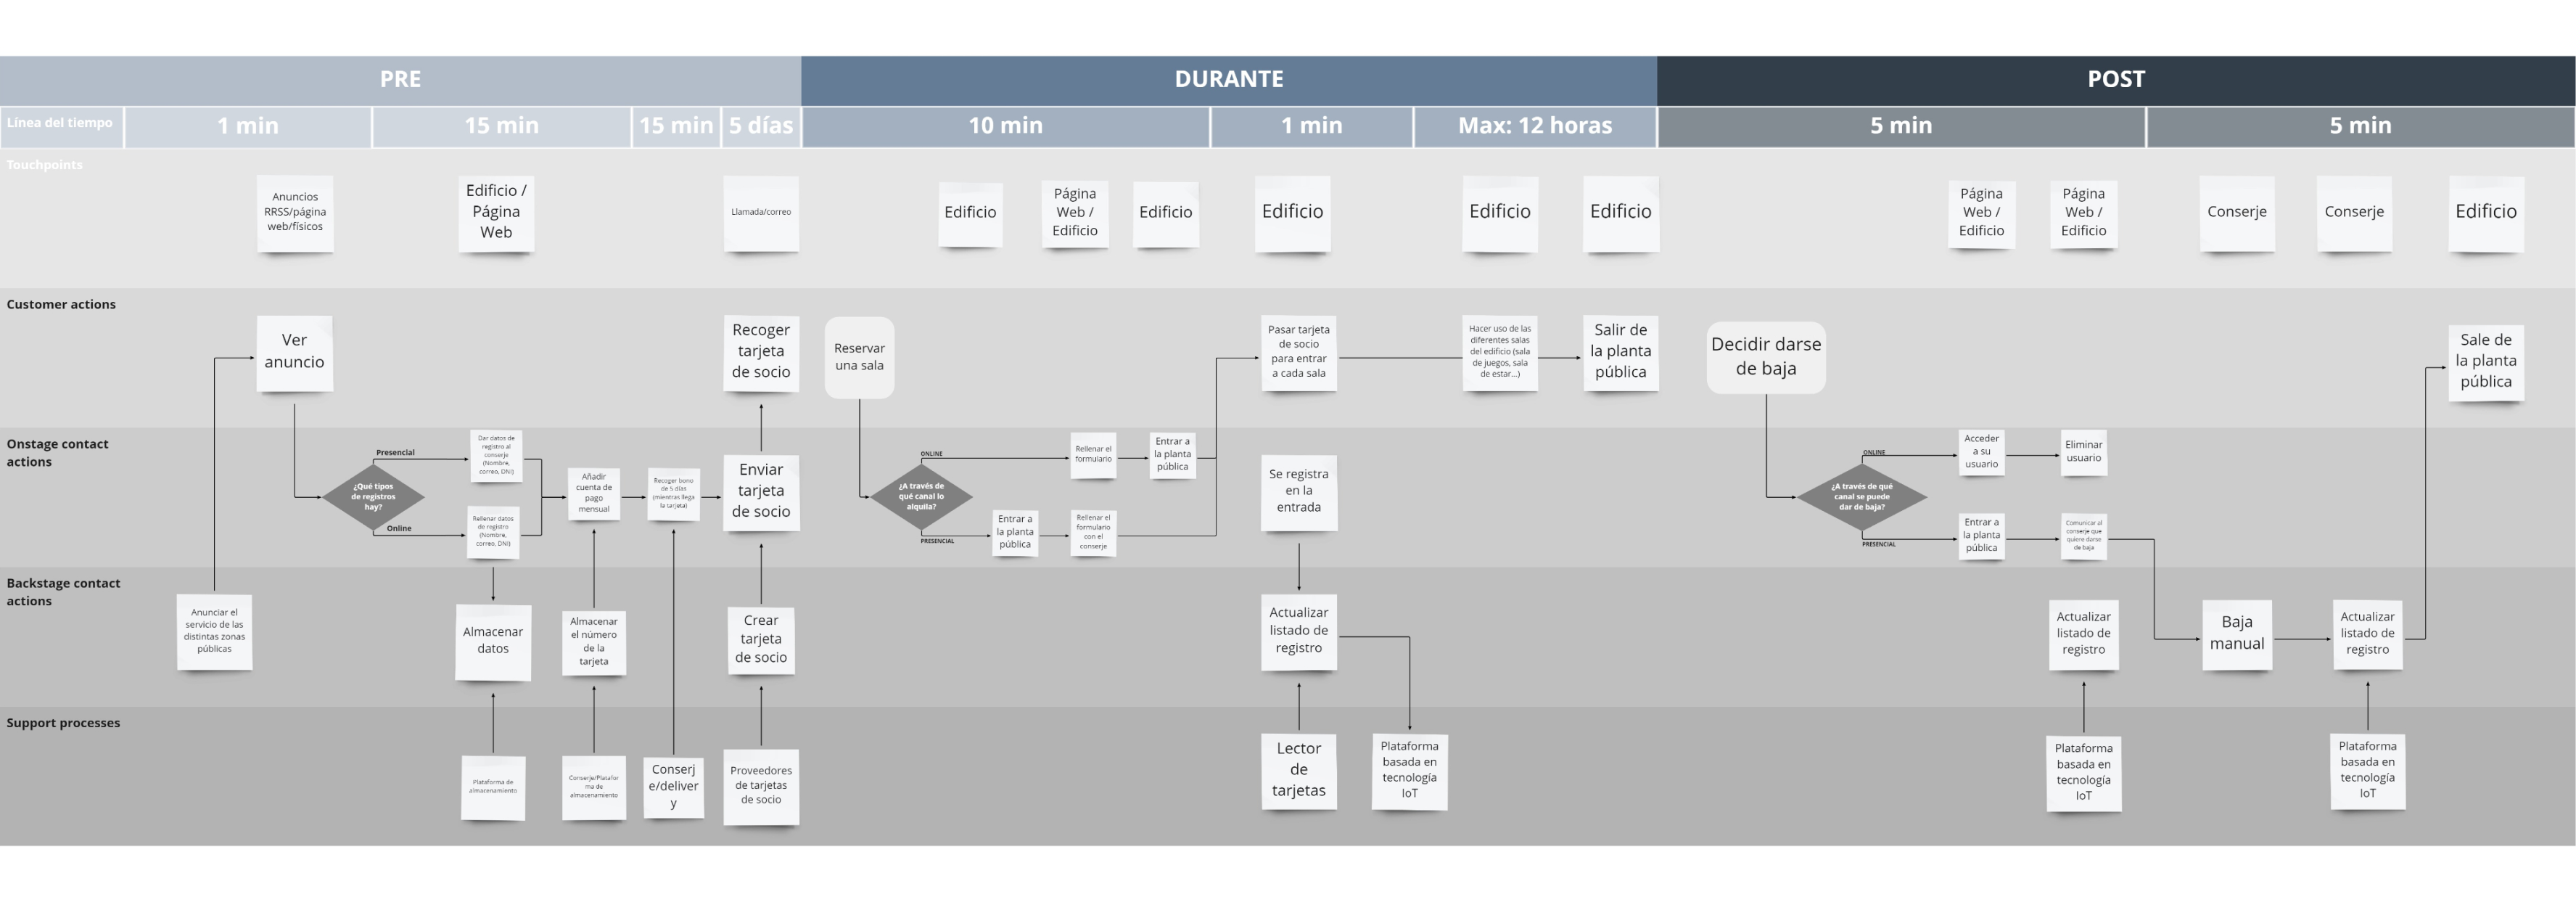 PRE
DURANTE
POST
Línea del tiempo
1 min
15 min
15 min
5 días
10 min
1 min
Max: 12 horas
5 min
5 min
Touchpoints
Anuncios
RRSS/página
web/físicos
Edificio /
Página
Web
Llamada/correo
Edificio
Página
Web /
Edificio
Edificio
Edificio
Edificio
Edificio
Página
Web /
Edificio
Página
Web /
Edificio
Conserje
Conserje
Edificio
Customer actions
Ver
anuncio
Recoger
tarjeta
de socio
Reservar
una sala
Pasar tarjeta
de socio
para entrar
a cada sala
Hacer uso de las
diferentes salas
del edificio (sala
de juegos, sala
de estar...)
Salir de
la planta
pública
Decidir darse
de baja
Sale de
la planta
pública
Onstage contact
actions
¿Qué tipos
de registros
hay?
Presencial
Dar datos de
registro al
conserje
(Nombre,
correo, DNI)
Online
Rellenar datos
de registro
(Nombre,
correo, DNI)
Añadir
cuenta de
pago
mensual
Recoger bono
de 5 días
(mientras llega
la tarjeta)
Enviar
tarjeta
de socio
¿A través de
qué canal lo
alquila?
ONLINE
Rellenar el
formulario
Entrar a
la planta
pública
PRESENCIAL
Entrar a
la planta
pública
Rellenar el
formulario
con el
conserje
Se registra
en la
entrada
¿A través de qué
canal se puede
dar de baja?
ONLINE
Acceder
a su
usuario
Eliminar
usuario
PRESENCIAL
Entrar a
la planta
pública
Comunicar al
conserje que
quiere darse
de baja
Backstage contact
actions
Anunciar el
servicio de las
distintas zonas
públicas
Almacenar
datos
Almacenar
el número
de la
tarjeta
Crear
tarjeta
de socio
Actualizar
listado de
registro
Actualizar
listado de
registro
Baja
manual
Actualizar
listado de
registro
Support processes
Plataforma de
almacenamiento
Conserje/Platafor
ma de
almacenamiento
Conserj
e/deliver
y
Proveedores
de tarjetas
de socio
Lector
de
tarjetas
Plataforma
basada en
tecnología
IoT
Plataforma
basada en
tecnología
IoT
Plataforma
basada en
tecnología
IoT